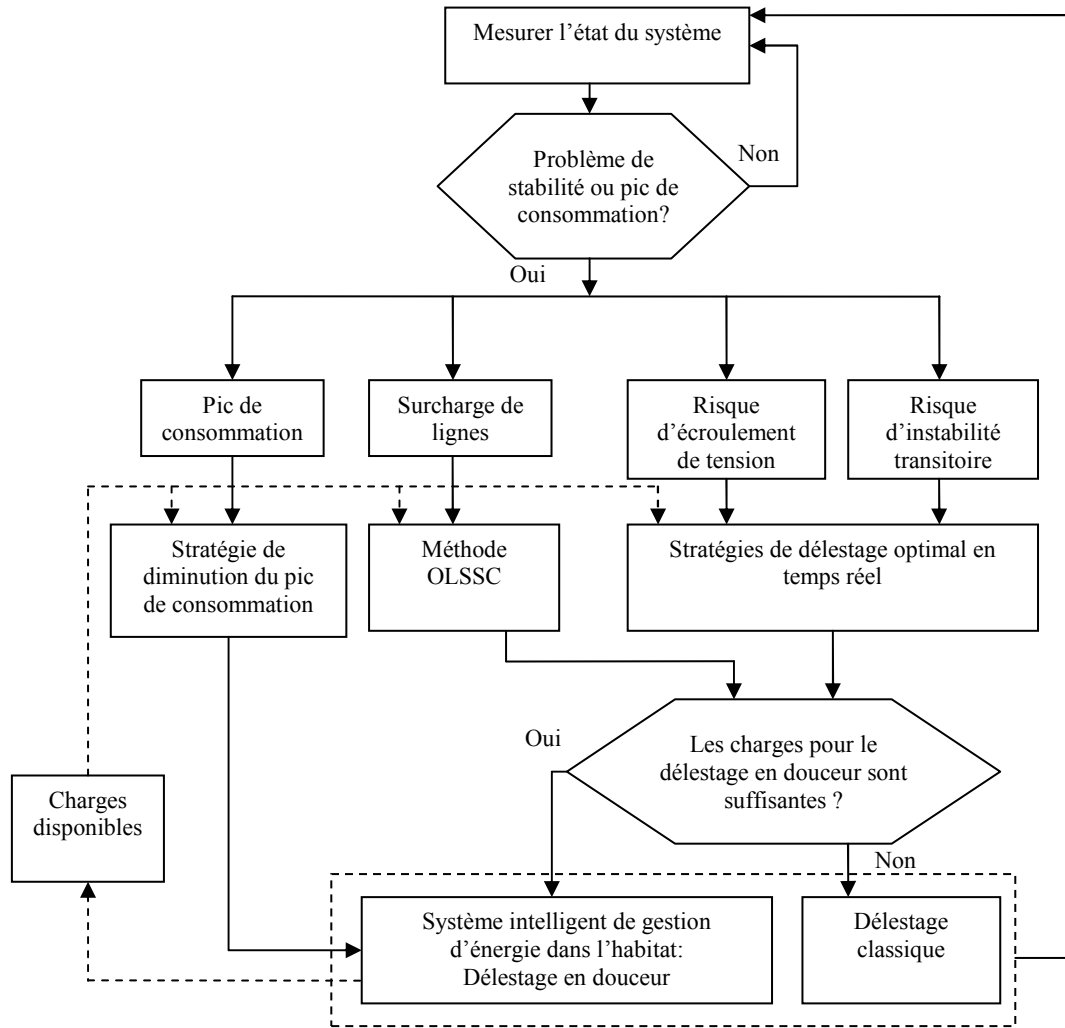 Mesurer l’état du système
Problème de
stabilité ou pic de
consommation?
Non
Oui
Pic de
consommation
Surcharge de
lignes
Risque
d’écroulement
de tension
Risque
d’instabilité
transitoire
Stratégie de
diminution du pic
de consommation
Méthode
OLSSC
Stratégies de délestage optimal en
temps réel
Oui
Les charges pour le
délestage en douceur sont
suffisantes ?
Charges
disponibles
Non
Système intelligent de gestion
d’énergie dans l’habitat:
Délestage en douceur
Délestage
classique